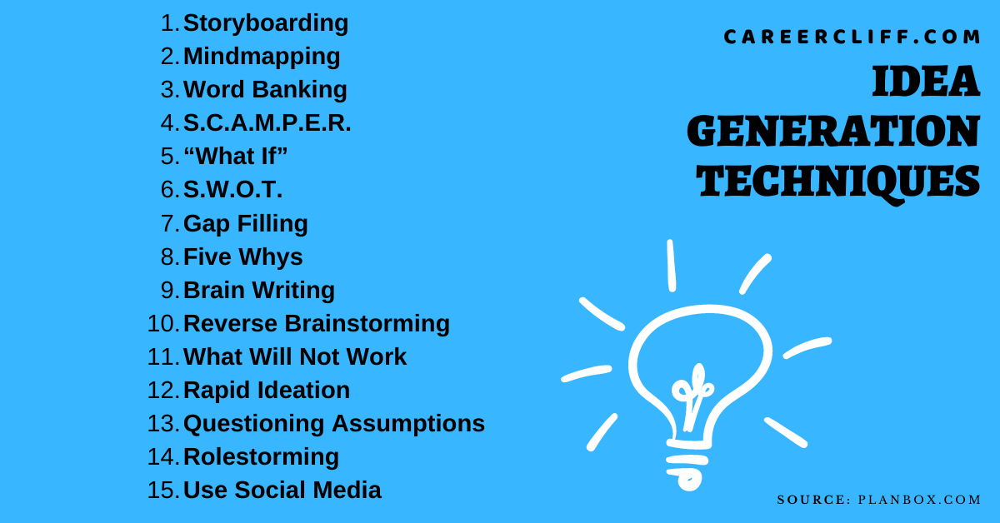 1. Storyboarding
2. Mindmapping
3. Word Banking
4. S.C.A.M.P.E.R.
5. “What If”
6. S.W.O.T.
7. Gap Filling
8. Five Whys
9. Brain Writing
10. Reverse Brainstorming
11. What Will Not Work
12. Rapid Ideation
13. Questioning Assumptions
14. Rolestorming
15. Use Social Media
CAREERCLIFF.COM
IDEA
GENERATION
TECHNIQUES
SOURCE: PLANBOX.COM